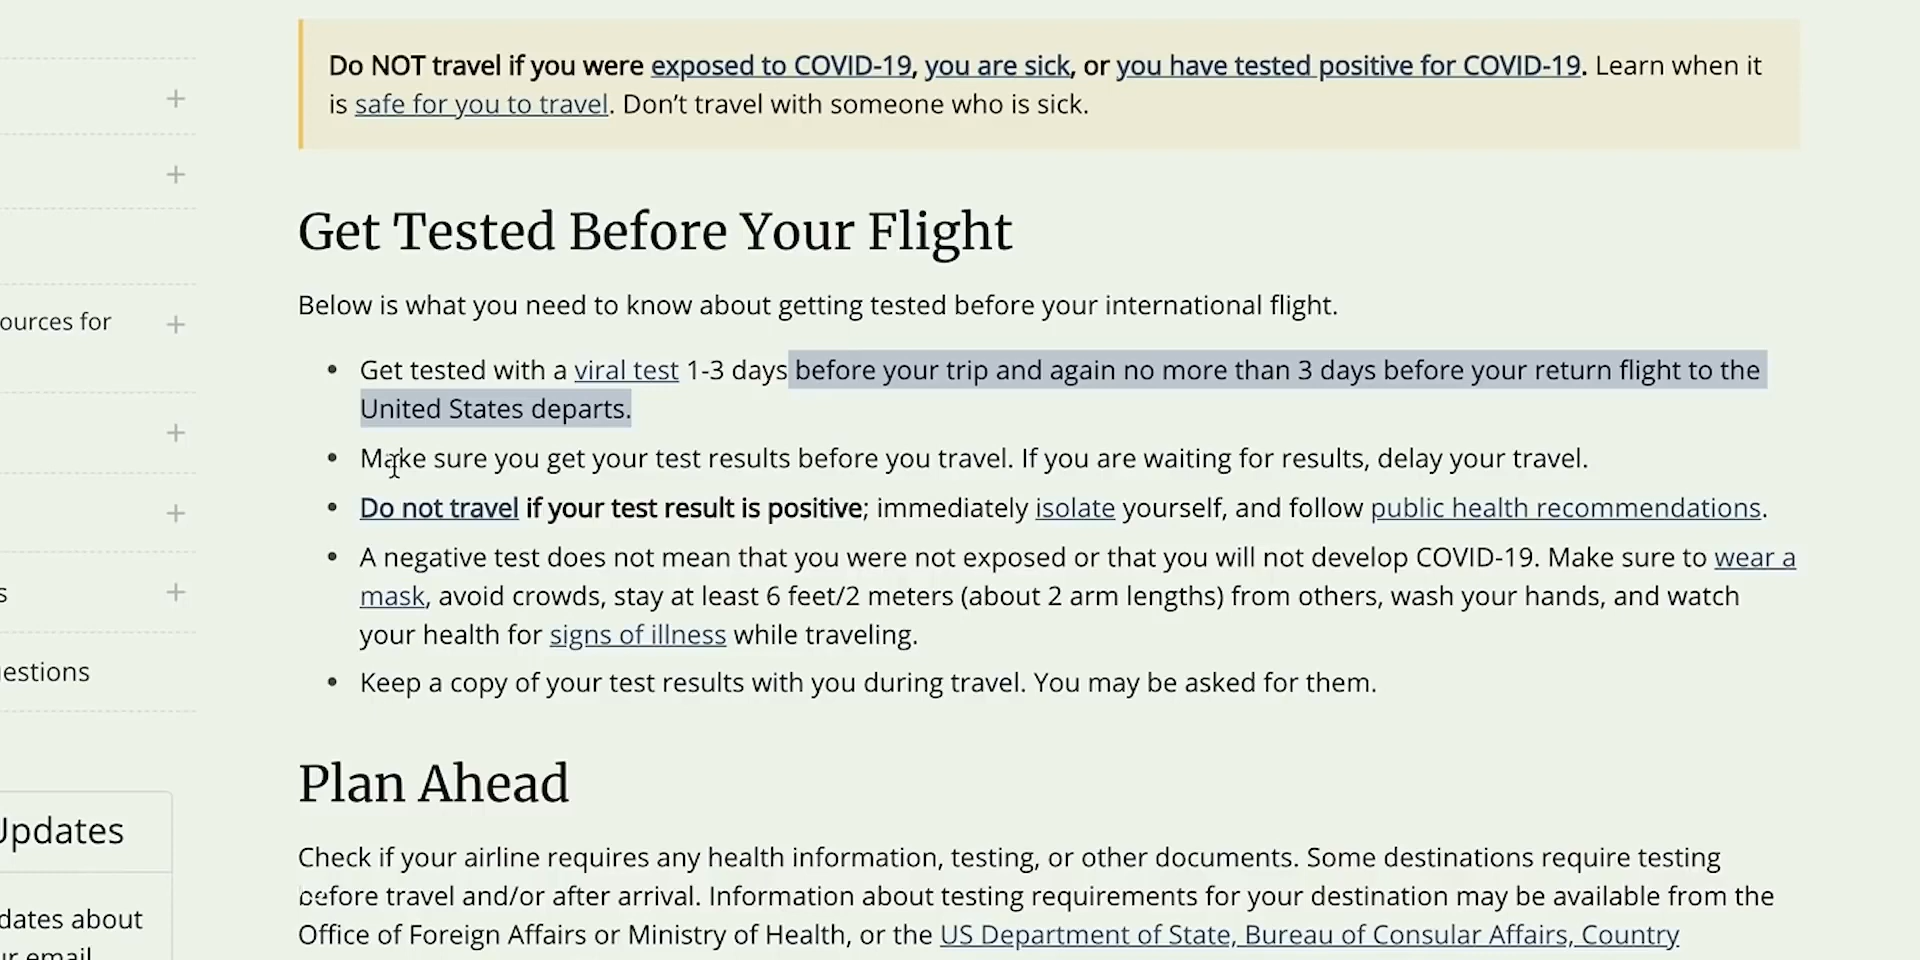 Do NOT travel if you were exposed to COVID-19, you are sick, or you have tested positive for COVID-19. Learn when it
is safe for you to travel. Don’t travel with someone who is sick.
Get Tested Before Your Flight
Below is what you need to know about getting tested before your international flight.
ources for
• Get tested with a viral test 1-3 days before your trip and again no more than 3 days before your return flight to the
United States departs.
• Make sure you get your test results before you travel. If you are waiting for results, delay your travel.
• Do not travel if your test result is positive; immediately isolate yourself, and follow public health recommendations.
• A negative test does not mean that you were not exposed or that you will not develop COVID-19. Make sure to wear a
mask, avoid crowds, stay at least 6 feet/2 meters (about 2 arm lengths) from others, wash your hands, and watch
your health for signs of illness while traveling.
s
estions
• Keep a copy of your test results with you during travel. You may be asked for them.
Plan Ahead
Updates
Check if your airline requires any health information, testing, or other documents. Some destinations require testing
before travel and/or after arrival. Information about testing requirements for your destination may be available from the
Office of Foreign Affairs or Ministry of Health, or the US Department of State, Bureau of Consular Affairs, Country
dates about
ur email